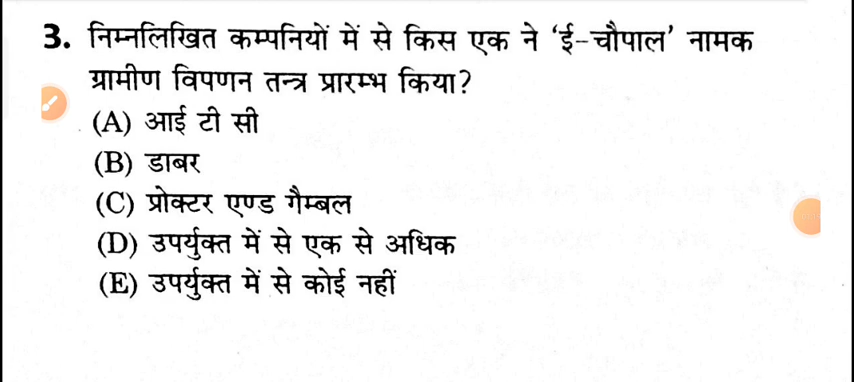 3. निम्नलिखित कम्पनियों में से किस एक ने ‘ई-चौपाल’ नामक
ग्रामीण विपणन तन्त्र प्रारम्भ किया?
(A) आई टी सी
(B) डाबर
(C) प्रोक्टर एण्ड गैम्बल
(D) उपर्युक्त में से एक से अधिक
(E) उपर्युक्त में से कोई नहीं